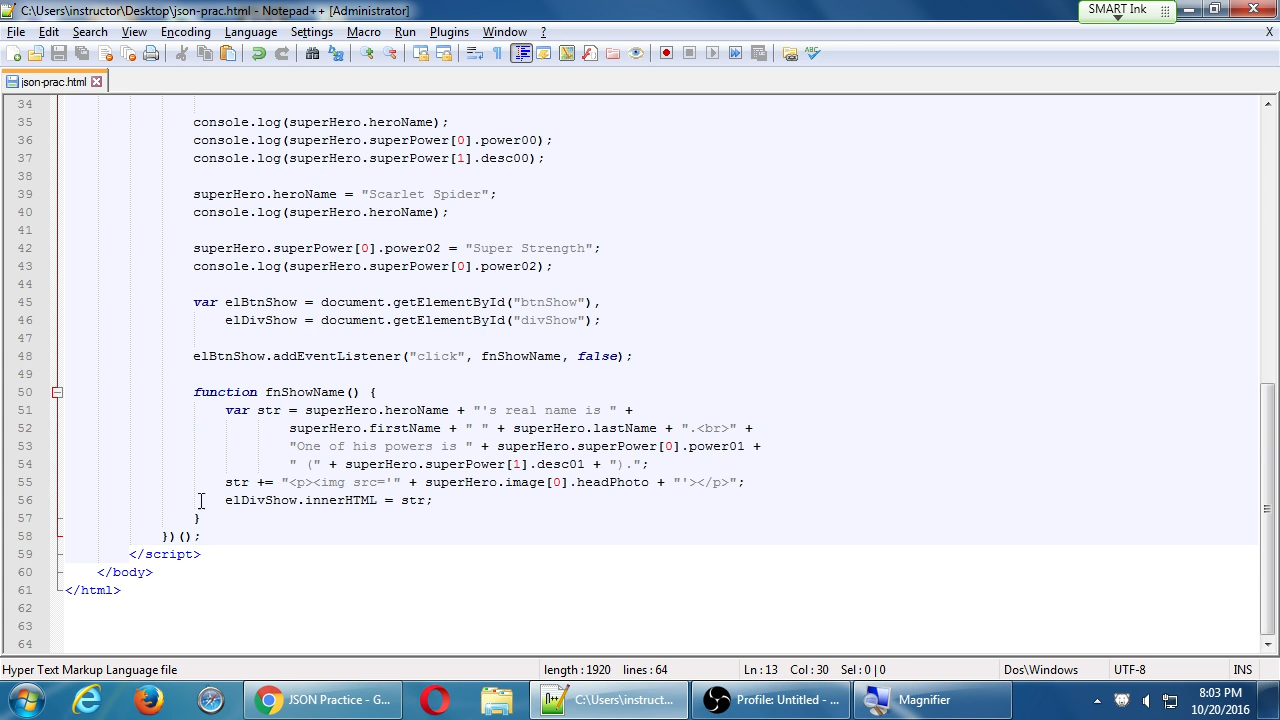 C:\Users\instructor\Desktop\json-prac.html - Notepad++ [Administrator]
SMART Ink
File Edit Search View Encoding Language Settings Macro Run Plugins Window ? X
json-prac.html
34
35 console.log(superHero.heroName);
36 console.log(superHero.superPower[0].power00);
37 console.log(superHero.superPower[1].desc00);
38
39 superHero.heroName = "Scarlet Spider";
40 console.log(superHero.heroName);
41
42 superHero.superPower[0].power02 = "Super Strength";
43 console.log(superHero.superPower[0].power02);
44
45 var elBtnShow = document.getElementById("btnShow"),
46 elDivShow = document.getElementById("divShow");
47
48 elBtnShow.addEventListener("click", fnShowName, false);
49
50 function fnShowName() {
51 var str = superHero.heroName + "'s real name is " +
52 superHero.firstName + " " + superHero.lastName + ".<br>" +
53 "One of his powers is " + superHero.superPower[0].power01 +
54 " (" + superHero.superPower[1].desc01 + ").";
55 str += "<p><img src='" + superHero.image[0].headPhoto + "'></p>";
56 elDivShow.innerHTML = str;
57 }
58 })();
59 </script>
60 </body>
61 </html>
62
63
64
Hyper Text Markup Language file length : 1920 lines : 64 Ln : 13 Col : 30 Sel : 0 | 0 Dos\Windows UTF-8 INS
JSON Practice - G... C:\Users\instruct... Profile: Untitled - ... Magnifier 8:03 PM
10/20/2016